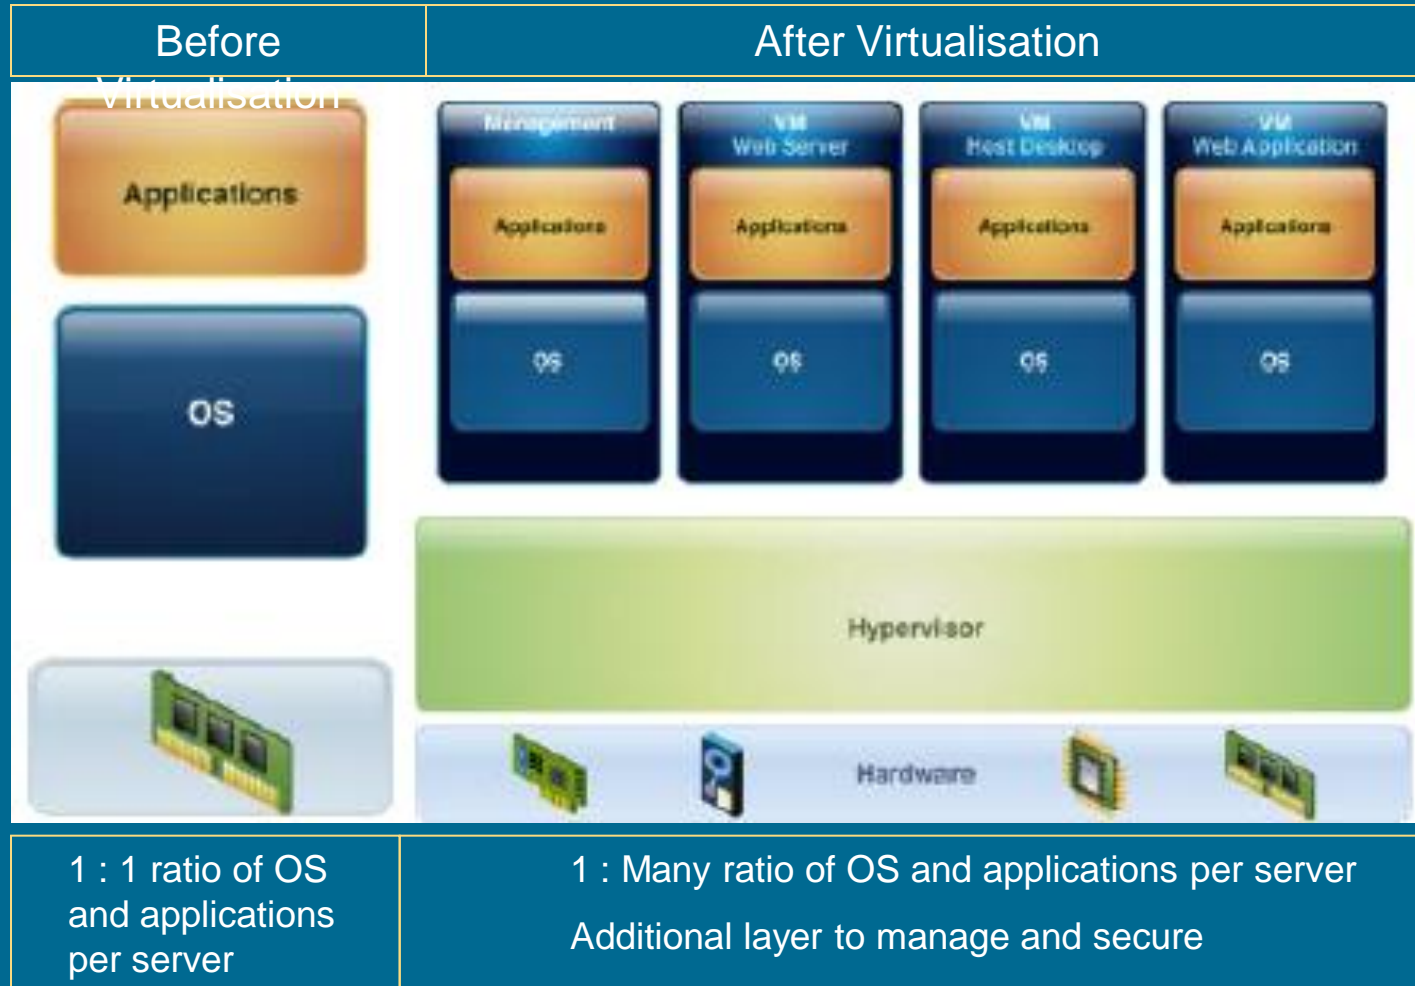 Before
Virtualisation
After Virtualisation
Applications
OS
Management
Applications
OS
VM
Web Server
Applications
OS
VM
Host Desktop
Applications
OS
VM
Web Application
Applications
OS
Hypervisor
Hardware
1 : 1 ratio of OS
and applications
per server
1 : Many ratio of OS and applications per server
Additional layer to manage and secure